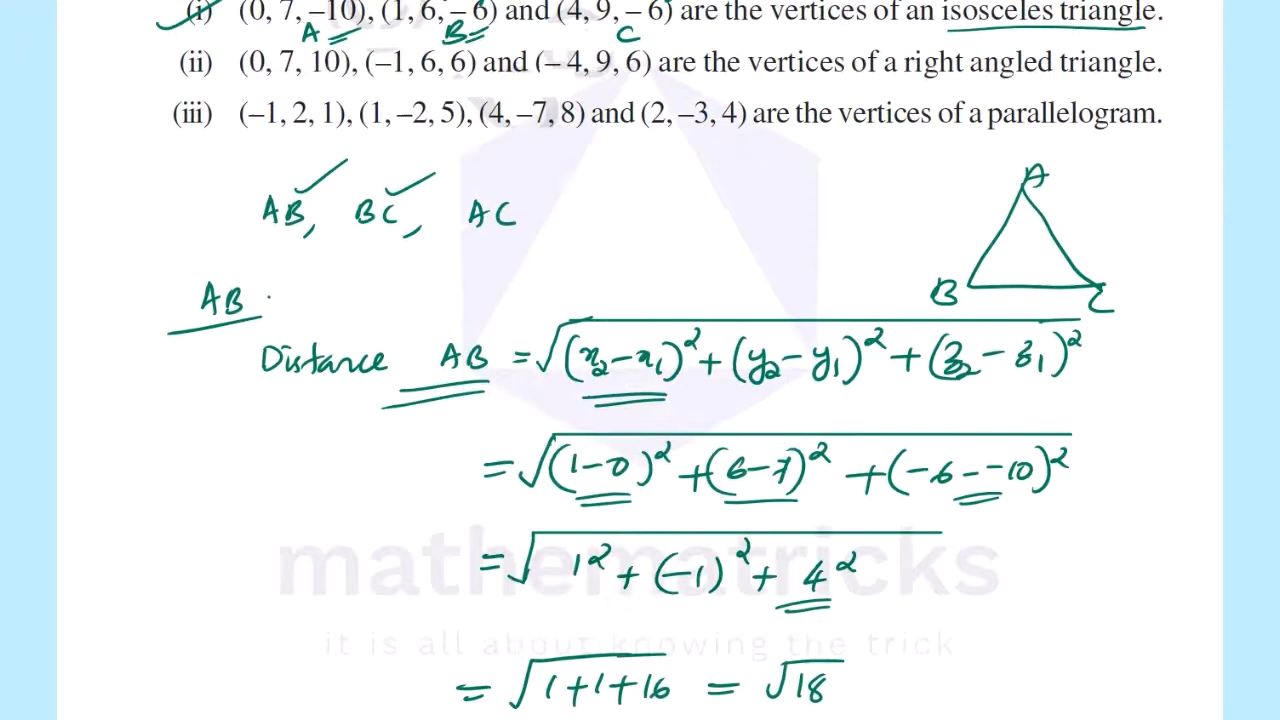 (i) (0, 7, –10), (1, 6, – 6) and (4, 9, – 6) are the vertices of an isosceles triangle.
A B C
(ii) (0, 7, 10), (–1, 6, 6) and (– 4, 9, 6) are the vertices of a right angled triangle.
(iii) (–1, 2, 1), (1, –2, 5), (4, –7, 8) and (2, –3, 4) are the vertices of a parallelogram.
A
AB, BC, AC
B C
AB
Distance AB = √(x₂ – x₁)² + (y₂ – y₁)² + (z₂ – z₁)²
= √(1–0)² + (6–7)² + (–6 – –10)²
= √1² + (–1)² + 4²
mathematricks
it is all about knowing the trick
= √1+1+16 = √18